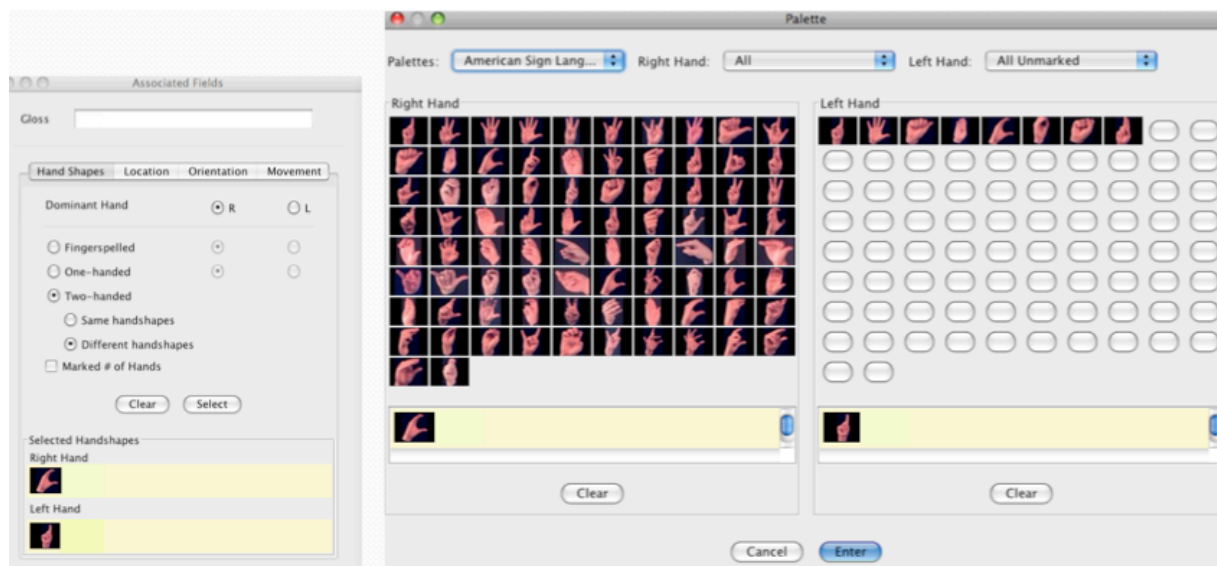 Associated Fields
Gloss
Hand Shapes Location Orientation Movement
Dominant Hand R L
Fingerspelled
One-handed
Two-handed
Same handshapes
Different handshapes
Marked # of Hands
Clear Select
Selected Handshapes
Right Hand
Left Hand
Palette
Palettes: American Sign Lang... Right Hand: All Left Hand: All Unmarked
Right Hand Left Hand
Clear Clear
Cancel Enter